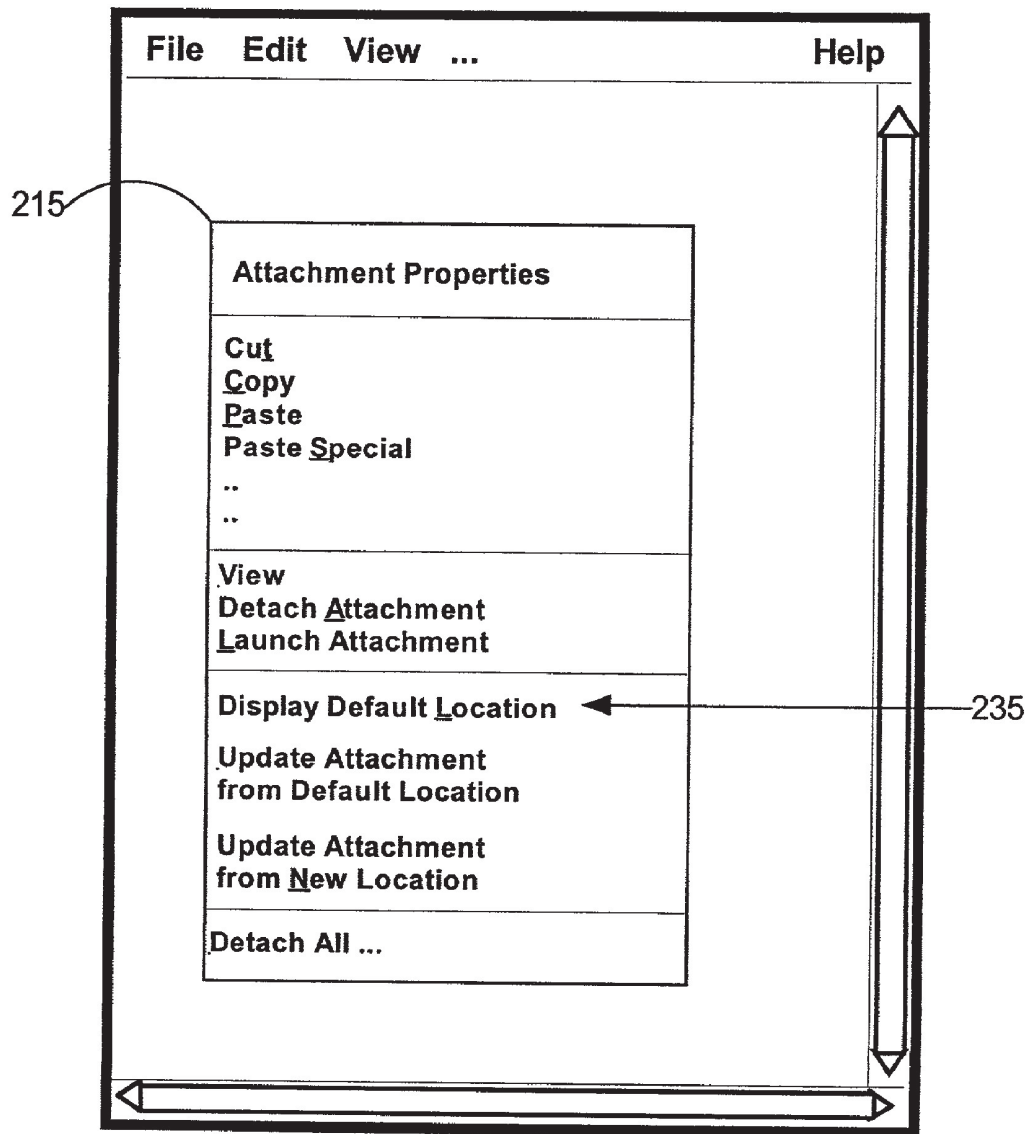 File Edit View ... Help
215
Attachment Properties
Cut
Copy
Paste
Paste Special
..
..
View
Detach Attachment
Launch Attachment
Display Default Location
235
Update Attachment
from Default Location
Update Attachment
from New Location
Detach All ...